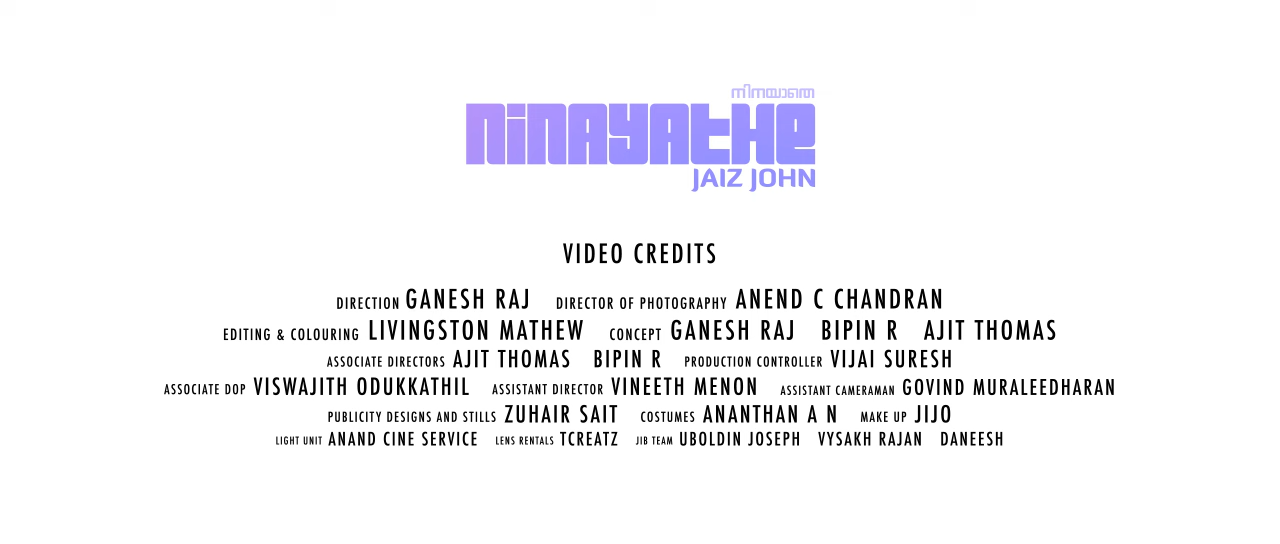 നിനയാതെ
NINAYATHE
JAIZ JOHN
VIDEO CREDITS
DIRECTION GANESH RAJ DIRECTOR OF PHOTOGRAPHY ANEND C CHANDRAN
EDITING & COLOURING LIVINGSTON MATHEW CONCEPT GANESH RAJ BIPIN R AJIT THOMAS
ASSOCIATE DIRECTORS AJIT THOMAS BIPIN R PRODUCTION CONTROLLER VIJAI SURESH
ASSOCIATE DOP VISWAJITH ODUKKATHIL ASSISTANT DIRECTOR VINEETH MENON ASSISTANT CAMERAMAN GOVIND MURALEEDHARAN
PUBLICITY DESIGNS AND STILLS ZUHAIR SAIT COSTUMES ANANTHAN A N MAKE UP JIJO
LIGHT UNIT ANAND CINE SERVICE LENS RENTALS TCREATZ JIB TEAM UBOLDIN JOSEPH VYSAKH RAJAN DANEESH